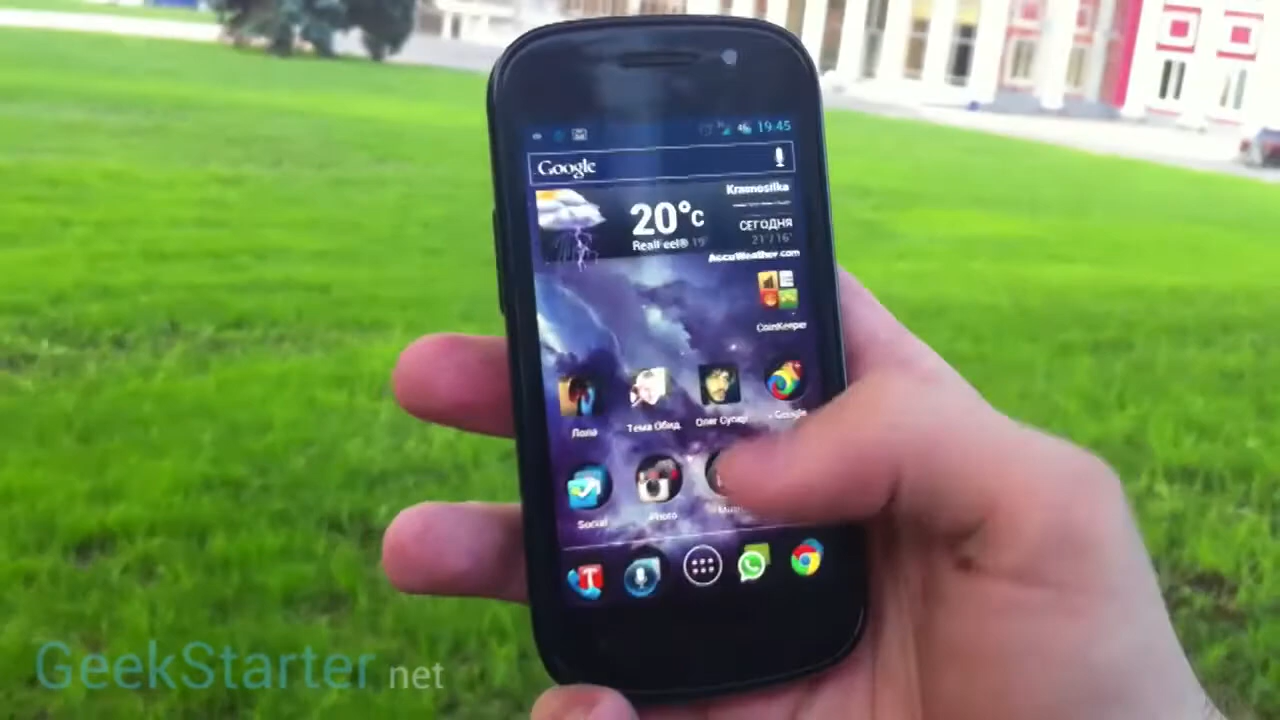 19:45
Google
Krasnosilka
20°C
СЕГОДНЯ
RealFeel® 19°
21°/16°
AccuWeather.com
CoinKeeper
Лола
Тема Обид
Олег Супер
Google
Social
Photo
GeekStarter.net